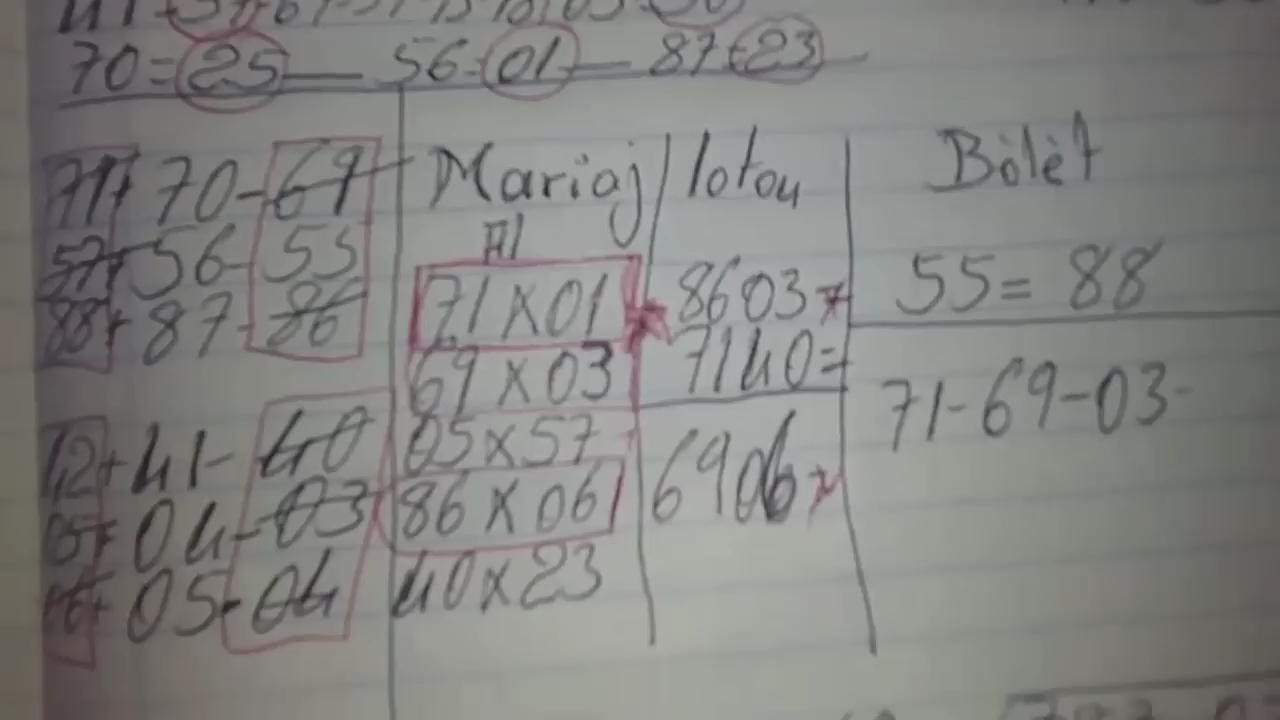 70=25 — 56-01 — 87-23
71+ 70-69
57+ 56-55
88+ 87-86
42+ 41-40
05+ 04-03
06+ 05-04
Mariaj
71X01
69X03
05x57
86X06
40x23
lotou
8603
7140=
6906
Bòlèt
55=88
71-69-03-